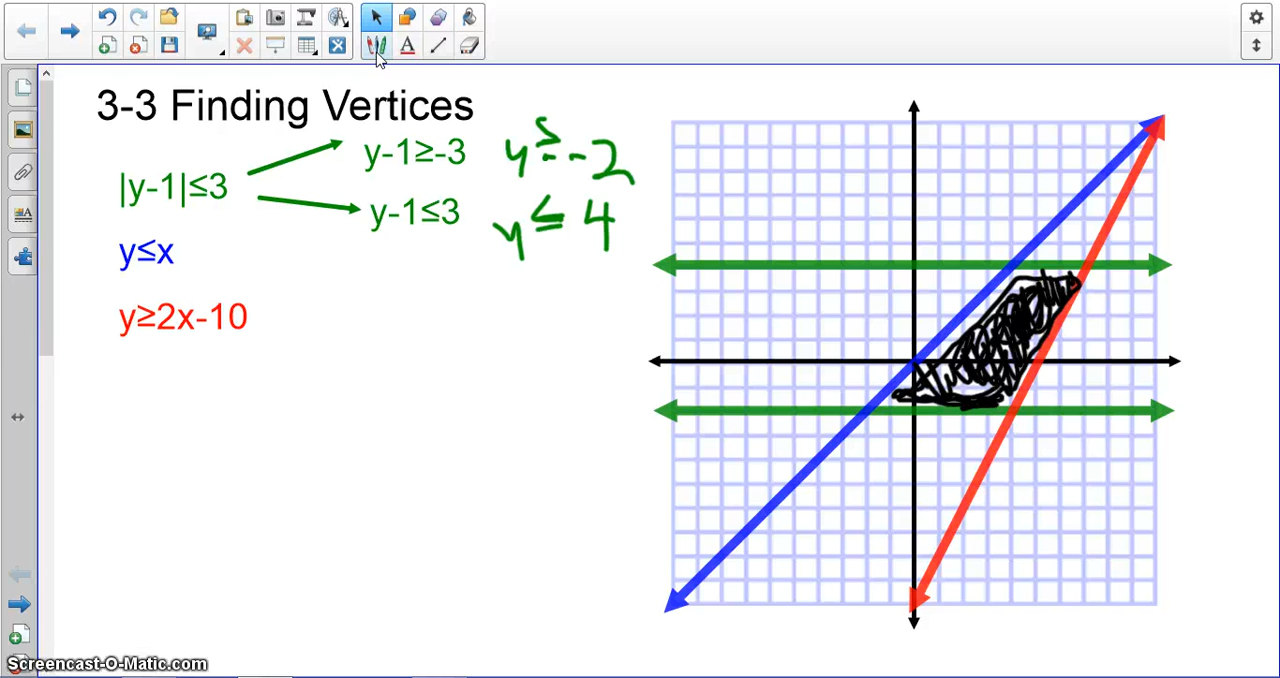 3-3 Finding Vertices
y-1≥-3 y≥-2
|y-1|≤3
y-1≤3 y≤4
y≤x
y≥2x-10
Screencast-O-Matic.com